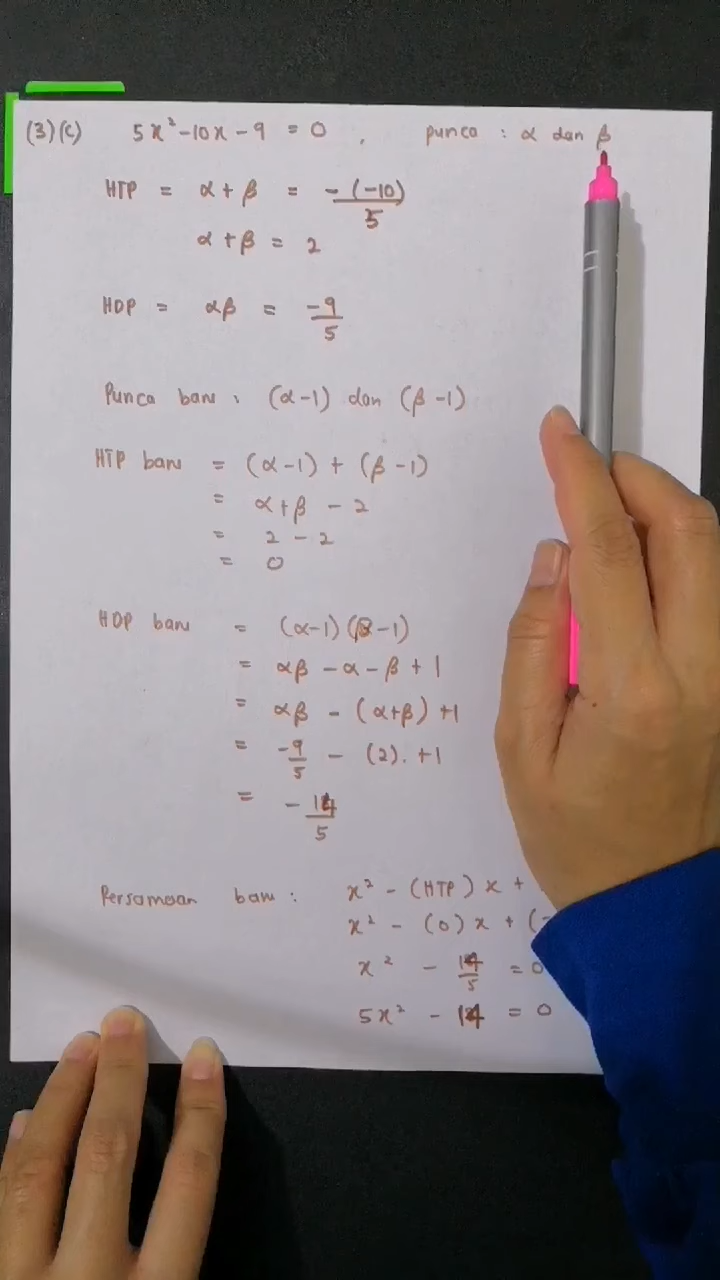 (3)(c) 5x² - 10x - 9 = 0 , punca : α dan β
HTP = α + β = -(-10)/5
α + β = 2
HDP = αβ = -9/5
Punca baru : (α-1) dan (β-1)
HTP baru = (α-1) + (β-1)
= α+β - 2
= 2 - 2
= 0
HDP baru = (α-1)(β-1)
= αβ - α - β + 1
= αβ - (α+β) +1
= -9/5 - (2) . +1
= - 14/5
Persamaan baru : x² - (HTP) x +
x² - (0) x + (-
x² - 14/5 = 0
5x² - 14 = 0